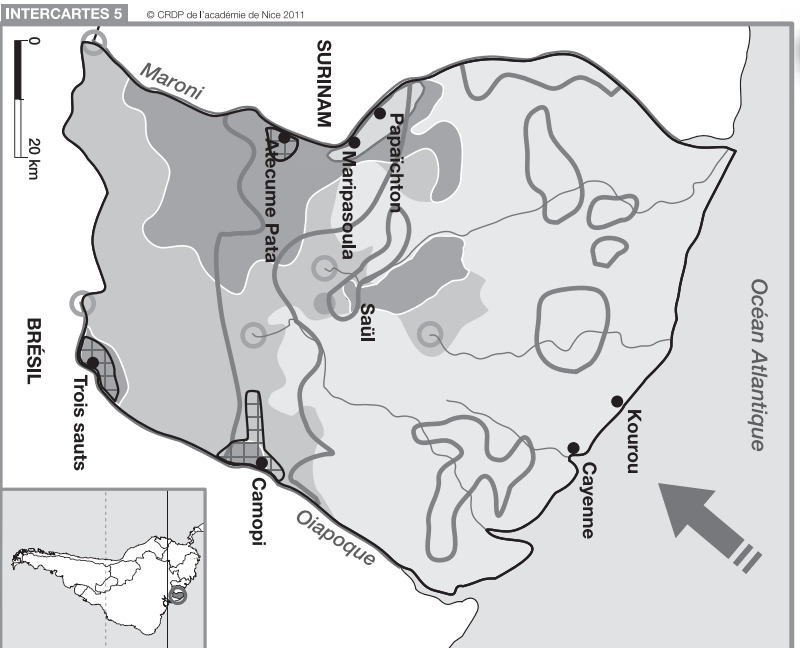 INTERCARTES 5
© CRDP de l'académie de Nice 2011
0
20 km
Maroni
SURINAM
Papaïchton
Maripasoula
Atecume Pata
Saül
Océan Atlantique
BRÉSIL
Trois sauts
Camopi
Oiapoque
Kourou
Cayenne